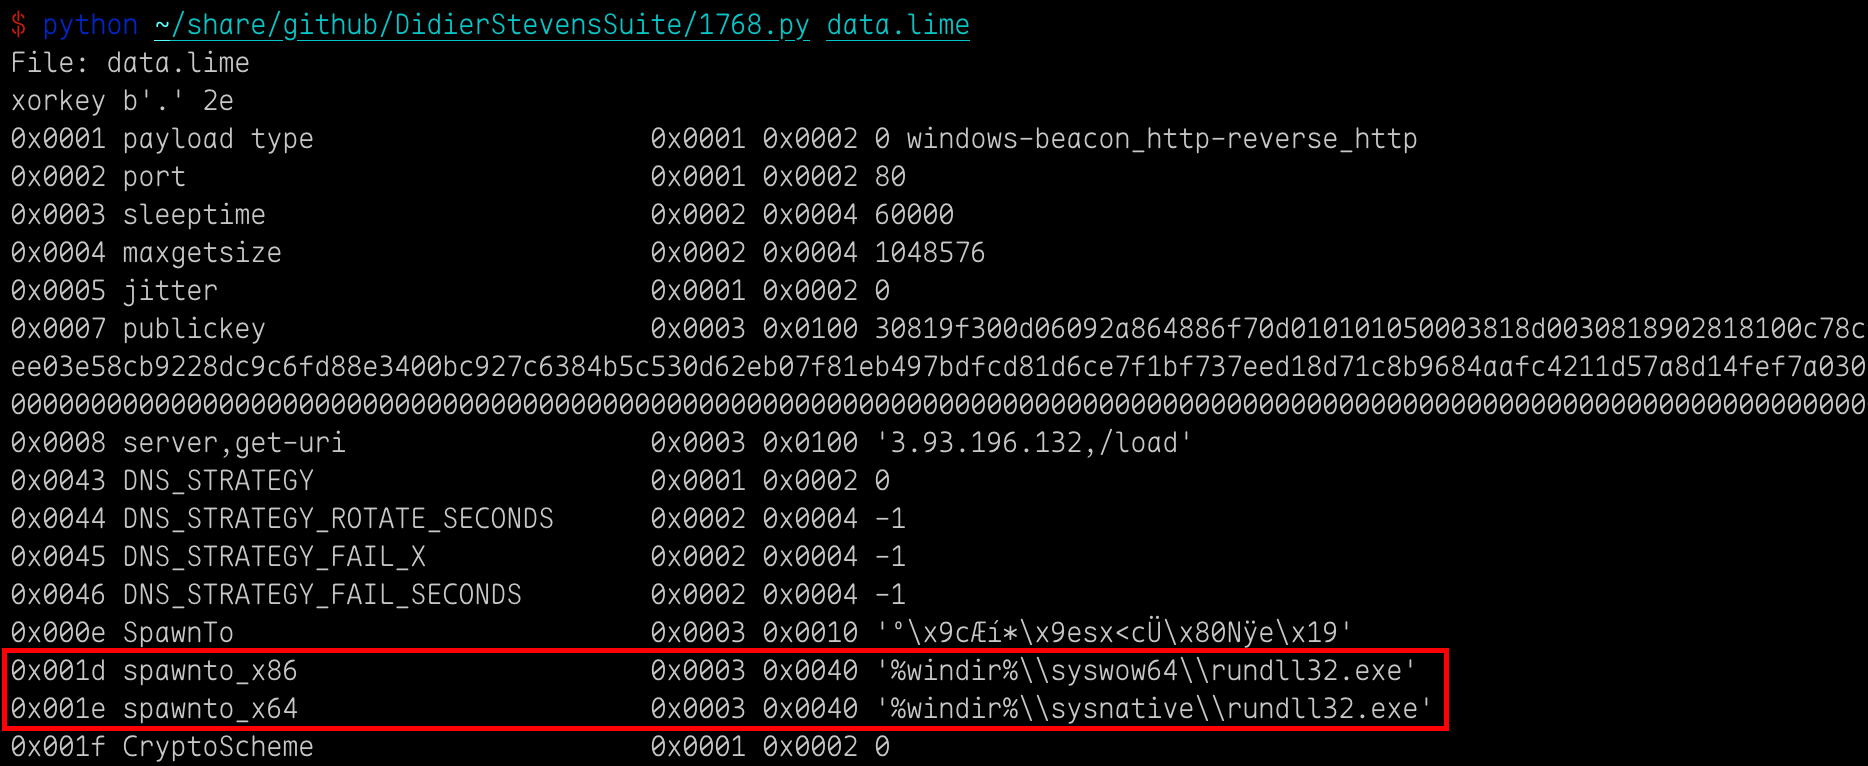 $ python ~/share/github/DidierStevensSuite/1768.py data.lime
File: data.lime
xorkey b'.' 2e
0x0001 payload type 0x0001 0x0002 0 windows-beacon_http-reverse_http
0x0002 port 0x0001 0x0002 80
0x0003 sleeptime 0x0002 0x0004 60000
0x0004 maxgetsize 0x0002 0x0004 1048576
0x0005 jitter 0x0001 0x0002 0
0x0007 publickey 0x0003 0x0100 30819f300d06092a864886f70d010101050003818d0030818902818100c78c
ee03e58cb9228dc9c6fd88e3400bc927c6384b5c530d62eb07f81eb497bdfcd81d6ce7f1bf737eed18d71c8b9684aafc4211d57a8d14fef7a030
00000000000000000000000000000000000000000000000000000000000000000000000000000000000000000000000000000000000000000000
0x0008 server,get-uri 0x0003 0x0100 '3.93.196.132,/load'
0x0043 DNS_STRATEGY 0x0001 0x0002 0
0x0044 DNS_STRATEGY_ROTATE_SECONDS 0x0002 0x0004 -1
0x0045 DNS_STRATEGY_FAIL_X 0x0002 0x0004 -1
0x0046 DNS_STRATEGY_FAIL_SECONDS 0x0002 0x0004 -1
0x000e SpawnTo 0x0003 0x0010 '°\x9cÆí*\x9esx<cÜ\x80Nÿe\x19'
0x001d spawnto_x86 0x0003 0x0040 '%windir%\\syswow64\\rundll32.exe'
0x001e spawnto_x64 0x0003 0x0040 '%windir%\\sysnative\\rundll32.exe'
0x001f CryptoScheme 0x0001 0x0002 0